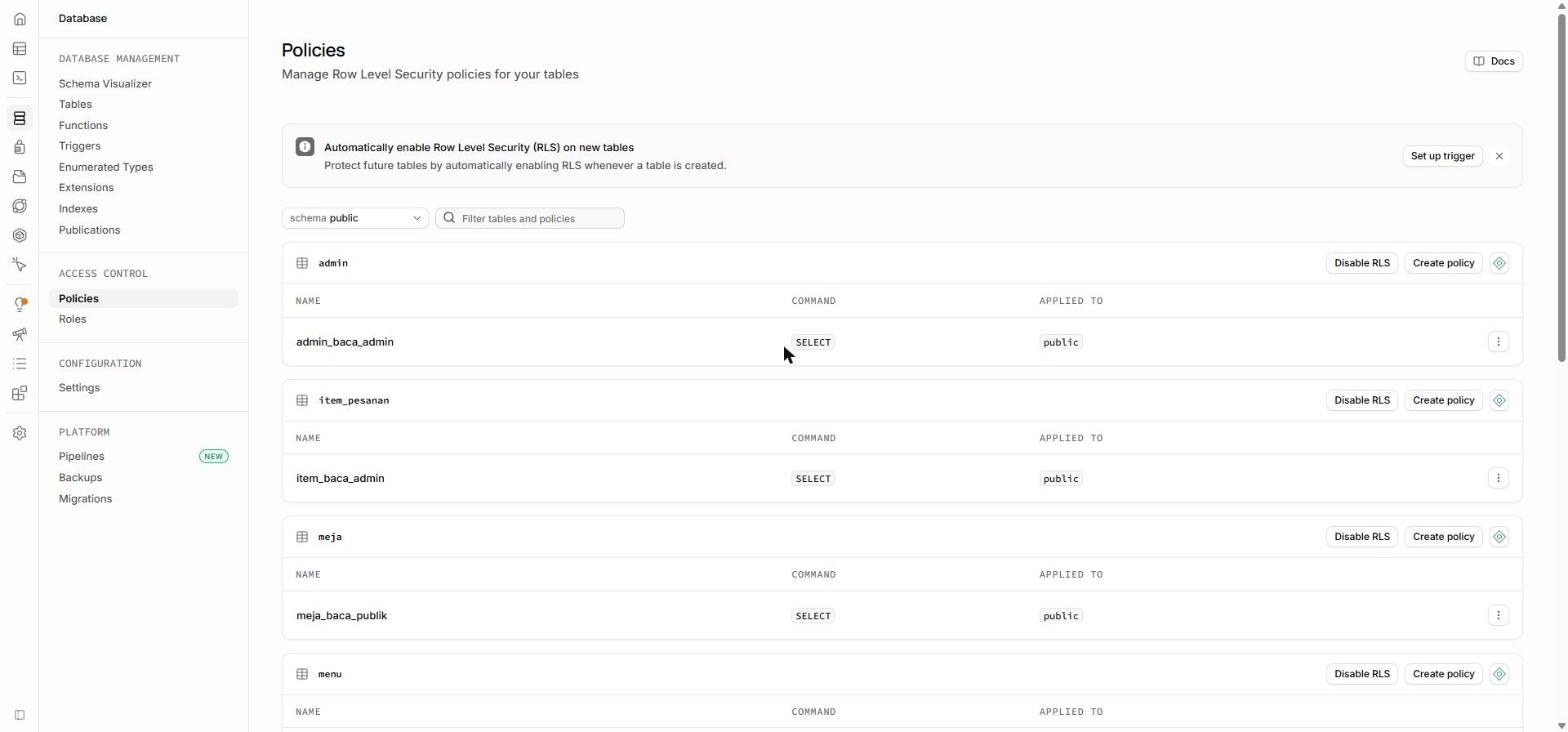 Database
DATABASE MANAGEMENT
Schema Visualizer
Tables
Functions
Triggers
Enumerated Types
Extensions
Indexes
Publications
ACCESS CONTROL
Policies
Roles
CONFIGURATION
Settings
PLATFORM
Pipelines NEW
Backups
Migrations
Policies
Manage Row Level Security policies for your tables
Docs
Automatically enable Row Level Security (RLS) on new tables
Protect future tables by automatically enabling RLS whenever a table is created.
Set up trigger
schema public
Filter tables and policies
admin Disable RLS Create policy
NAME COMMAND APPLIED TO
admin_baca_admin SELECT public
item_pesanan Disable RLS Create policy
NAME COMMAND APPLIED TO
item_baca_admin SELECT public
meja Disable RLS Create policy
NAME COMMAND APPLIED TO
meja_baca_publik SELECT public
menu Disable RLS Create policy
NAME COMMAND APPLIED TO